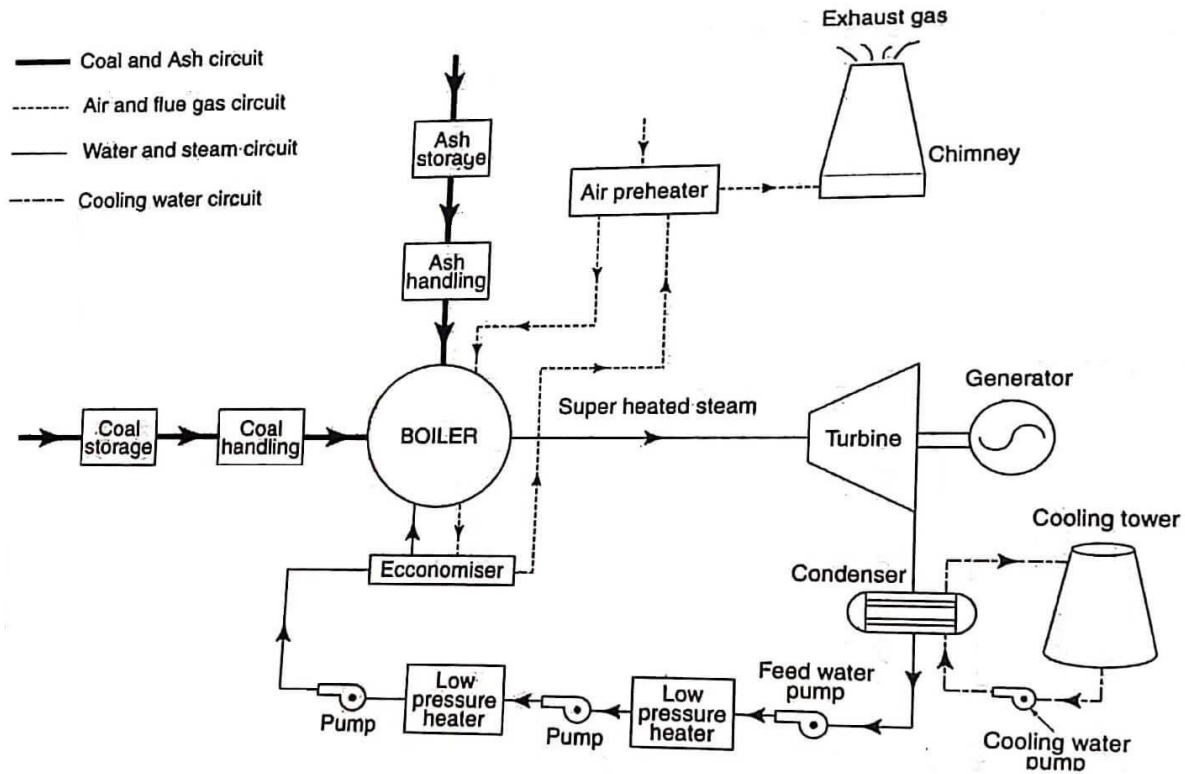 Exhaust gas
Coal and Ash circuit
Air and flue gas circuit
Water and steam circuit
Cooling water circuit
Ash
storage
Chimney
Air preheater
Ash
handling
Generator
Super heated steam
Coal
storage
Coal
handling
BOILER
Turbine
Cooling tower
Ecconomiser
Condenser
Feed water
pump
Low
pressure
heater
Low
pressure
heater
Pump
Pump
Cooling water
pump